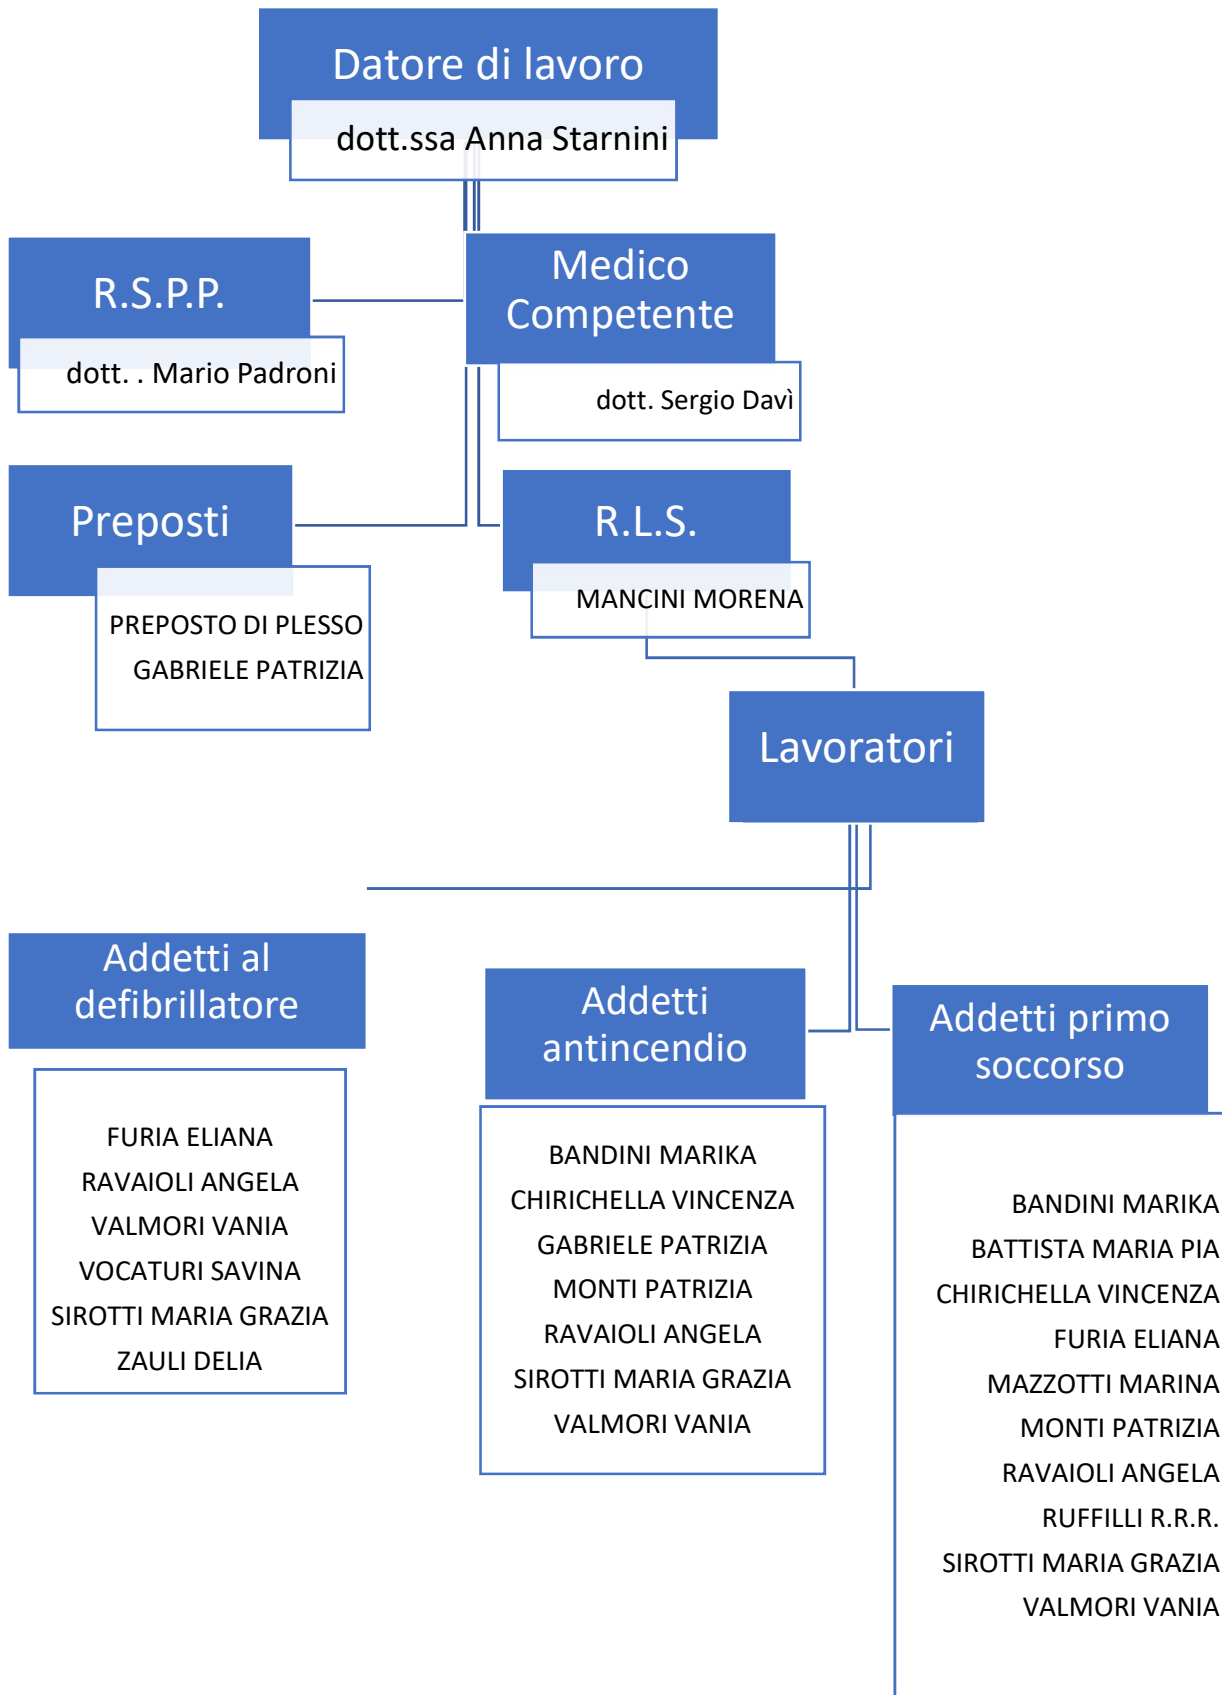 Datore di lavoro
dott.ssa Anna Starnini
R.S.P.P.
dott. . Mario Padroni
Medico
Competente
dott. Sergio Davì
Preposti
PREPOSTO DI PLESSO
GABRIELE PATRIZIA
R.L.S.
MANCINI MORENA
Lavoratori
Addetti al
defibrillatore
FURIA ELIANA
RAVAIOLI ANGELA
VALMORI VANIA
VOCATURI SAVINA
SIROTTI MARIA GRAZIA
ZAULI DELIA
Addetti
antincendio
BANDINI MARIKA
CHIRICHELLA VINCENZA
GABRIELE PATRIZIA
MONTI PATRIZIA
RAVAIOLI ANGELA
SIROTTI MARIA GRAZIA
VALMORI VANIA
Addetti primo
soccorso
BANDINI MARIKA
BATTISTA MARIA PIA
CHIRICHELLA VINCENZA
FURIA ELIANA
MAZZOTTI MARINA
MONTI PATRIZIA
RAVAIOLI ANGELA
RUFFILLI R.R.R.
SIROTTI MARIA GRAZIA
VALMORI VANIA